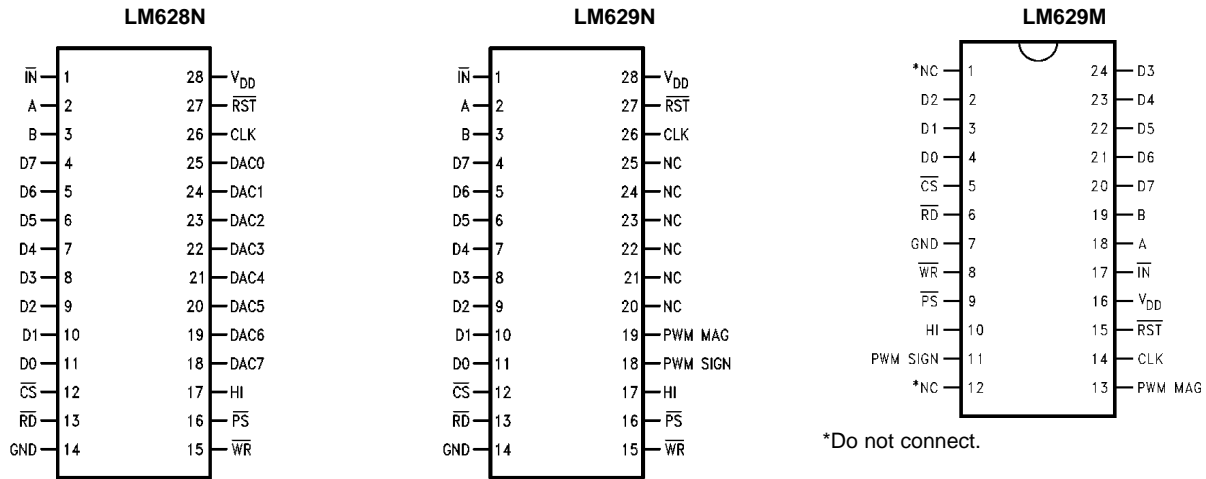 LM628N
IN 1 28 VDD
A 2 27 RST
B 3 26 CLK
D7 4 25 DAC0
D6 5 24 DAC1
D5 6 23 DAC2
D4 7 22 DAC3
D3 8 21 DAC4
D2 9 20 DAC5
D1 10 19 DAC6
D0 11 18 DAC7
CS 12 17 HI
RD 13 16 PS
GND 14 15 WR
LM629N
IN 1 28 VDD
A 2 27 RST
B 3 26 CLK
D7 4 25 NC
D6 5 24 NC
D5 6 23 NC
D4 7 22 NC
D3 8 21 NC
D2 9 20 NC
D1 10 19 PWM MAG
D0 11 18 PWM SIGN
CS 12 17 HI
RD 13 16 PS
GND 14 15 WR
LM629M
*NC 1 24 D3
D2 2 23 D4
D1 3 22 D5
D0 4 21 D6
CS 5 20 D7
RD 6 19 B
GND 7 18 A
WR 8 17 IN
PS 9 16 VDD
HI 10 15 RST
PWM SIGN 11 14 CLK
*NC 12 13 PWM MAG
*Do not connect.